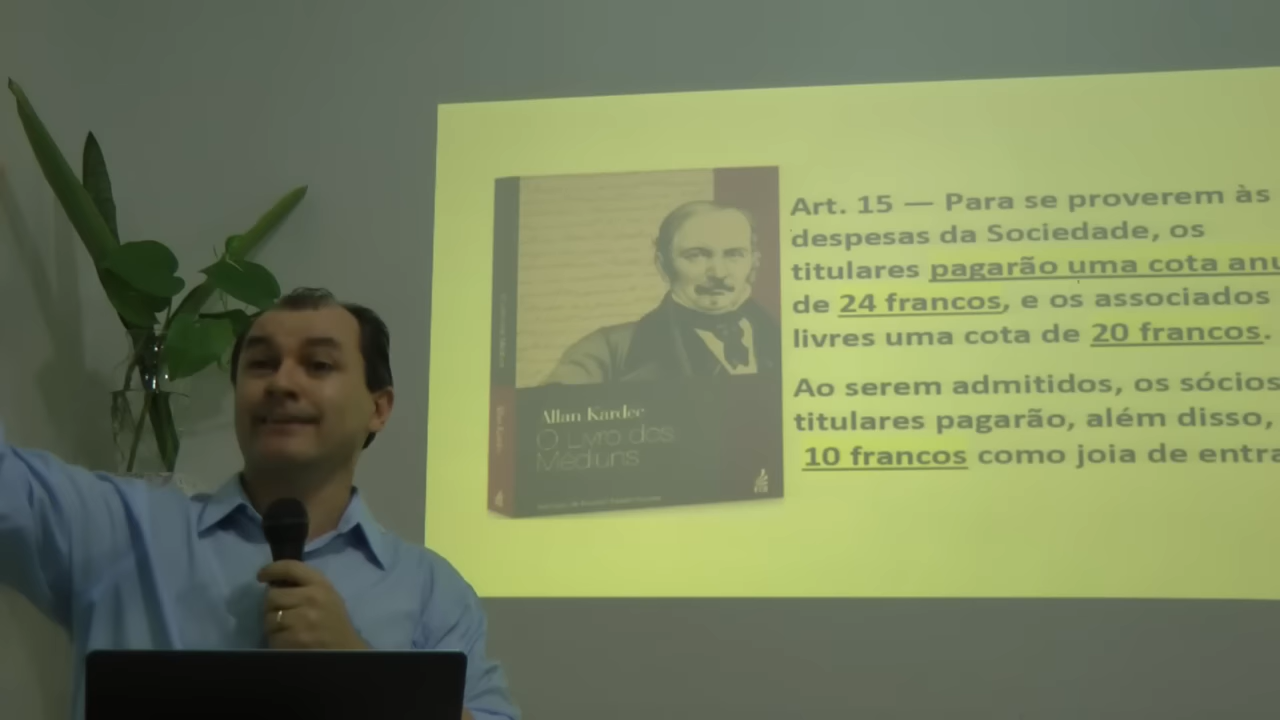 Allan Kardec
O Livro dos
Médiuns
Art. 15 — Para se proverem às
despesas da Sociedade, os
titulares pagarão uma cota anu
de 24 francos, e os associados
livres uma cota de 20 francos.
Ao serem admitidos, os sócios
titulares pagarão, além disso,
10 francos como joia de entra